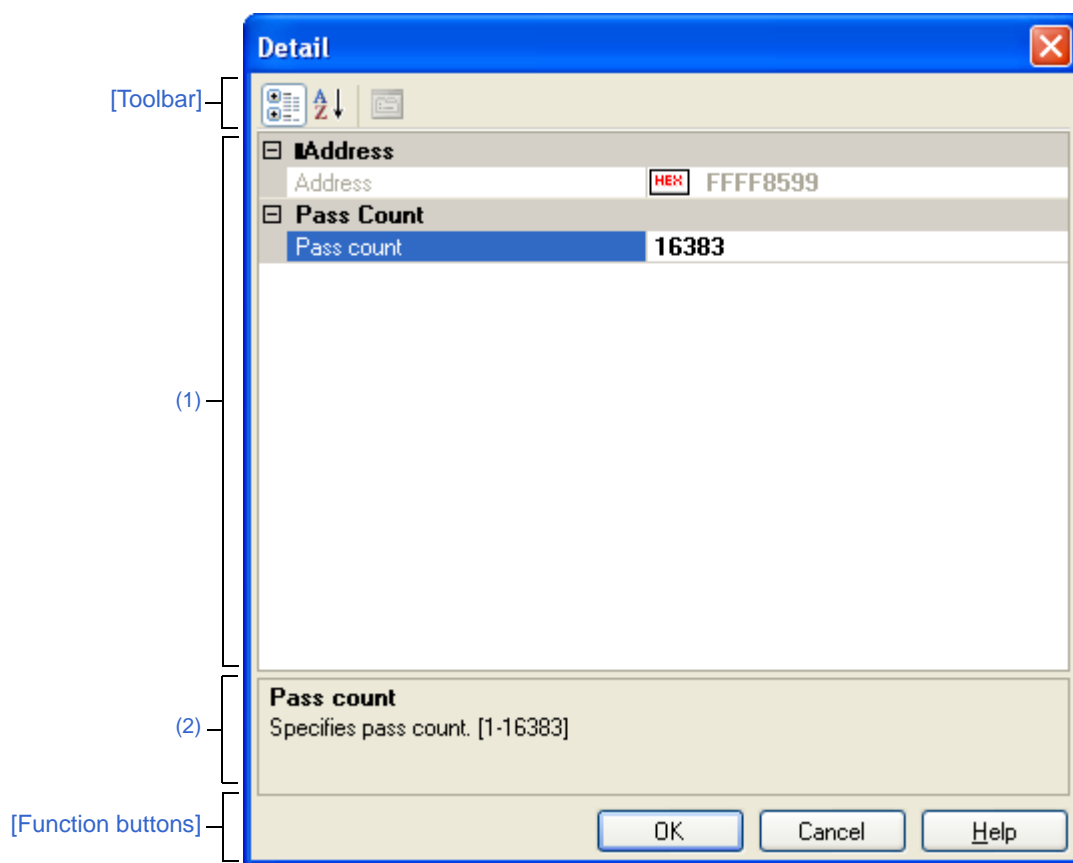 Detail
[Toolbar]
A
Z
Address
Address HEX FFFF8599
Pass Count
Pass count 16383
(1)
Pass count
Specifies pass count. [1-16383]
(2)
[Function buttons]
OK Cancel Help